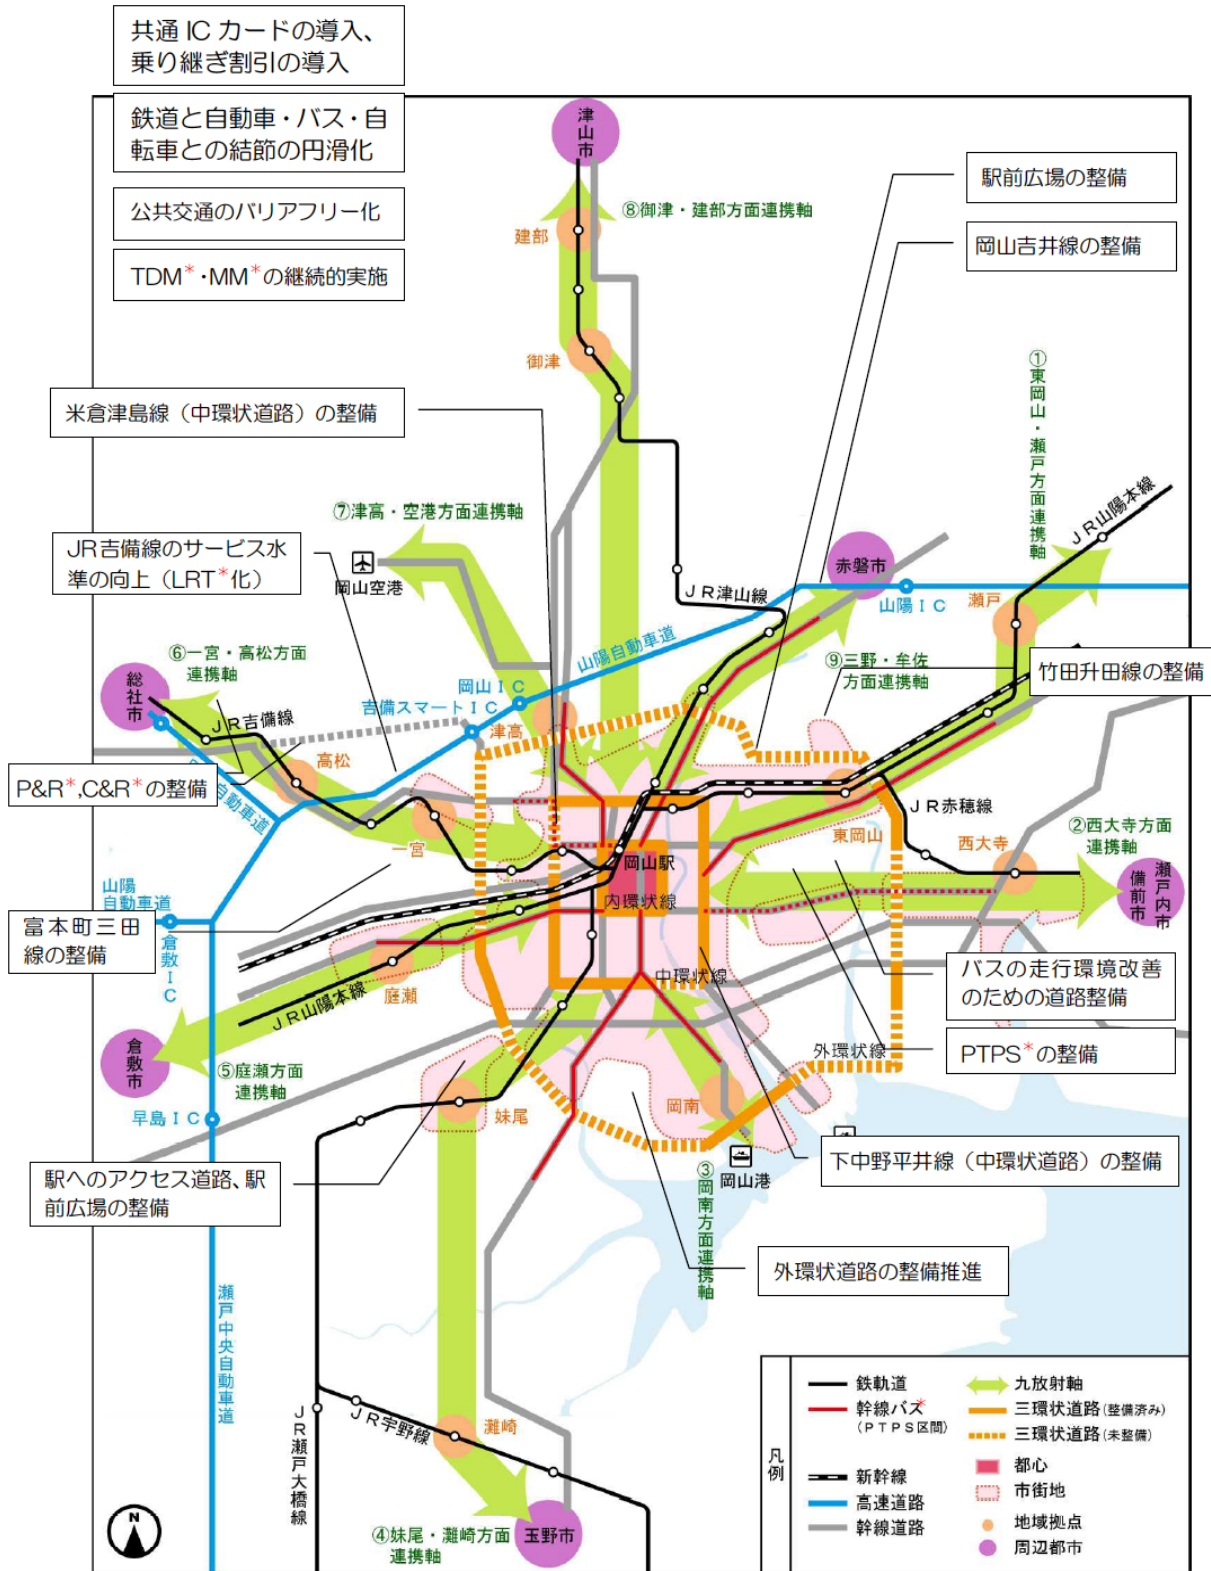 共通 IC カードの導入、
乗り継ぎ割引の導入
鉄道と自動車・バス・自
転車との結節の円滑化
公共交通のバリアフリー化
TDM*・MM*の継続的実施
津山市
⑧御津・建部方面連携軸
建部
御津
駅前広場の整備
岡山吉井線の整備
①東岡山・瀬戸方面連携軸
米倉津島線（中環状道路）の整備
⑦津高・空港方面連携軸
JR吉備線のサービス水
準の向上（LRT*化）
岡山空港
JR津山線
赤磐市
山陽IC
瀬戸
JR山陽本線
山陽自動車道
⑥一宮・高松方面
連携軸
総社市
JR吉備線
岡山IC
吉備スマートIC
津高
⑨三野・牟佐
方面連携軸
竹田升田線の整備
高松
P&R*,C&R*の整備
自動車道
一宮
岡山駅
東岡山
JR赤穂線
西大寺
②西大寺方面
連携軸
瀬戸内市
備前市
山陽
自動車道
倉敷IC
内環状線
富本町三田
線の整備
庭瀬
JR山陽本線
中環状線
バスの走行環境改善
のための道路整備
外環状線
PTPS*の整備
倉敷市
⑤庭瀬方面
連携軸
早島IC
妹尾
岡南
下中野平井線（中環状道路）の整備
岡山港
③岡南方面連携軸
駅へのアクセス道路、駅
前広場の整備
外環状道路の整備推進
瀬戸中央自動車道
JR瀬戸大橋線
JR宇野線
灘崎
④妹尾・灘崎方面
連携軸
玉野市
N
凡例
鉄軌道
幹線バス*
（PTPS区間）
新幹線
高速道路
幹線道路
九放射軸
三環状道路(整備済み)
三環状道路(未整備)
都心
市街地
地域拠点
周辺都市